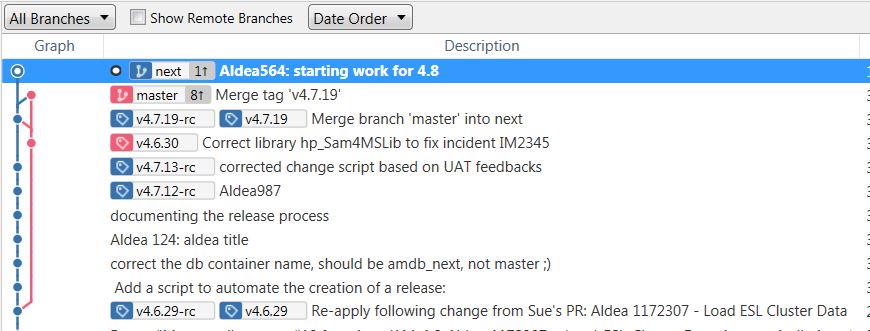 All Branches Show Remote Branches Date Order
Graph Description
next 1↑ Aldea564: starting work for 4.8
master 8↑ Merge tag 'v4.7.19'
v4.7.19-rc v4.7.19 Merge branch 'master' into next
v4.6.30 Correct library hp_Sam4MSLib to fix incident IM2345
v4.7.13-rc corrected change script based on UAT feedbacks
v4.7.12-rc Aldea987
documenting the release process
Aldea 124: aldea title
correct the db container name, should be amdb_next, not master ;)
Add a script to automate the creation of a release:
v4.6.29-rc v4.6.29 Re-apply following change from Sue's PR: Aldea 1172307 - Load ESL Cluster Data